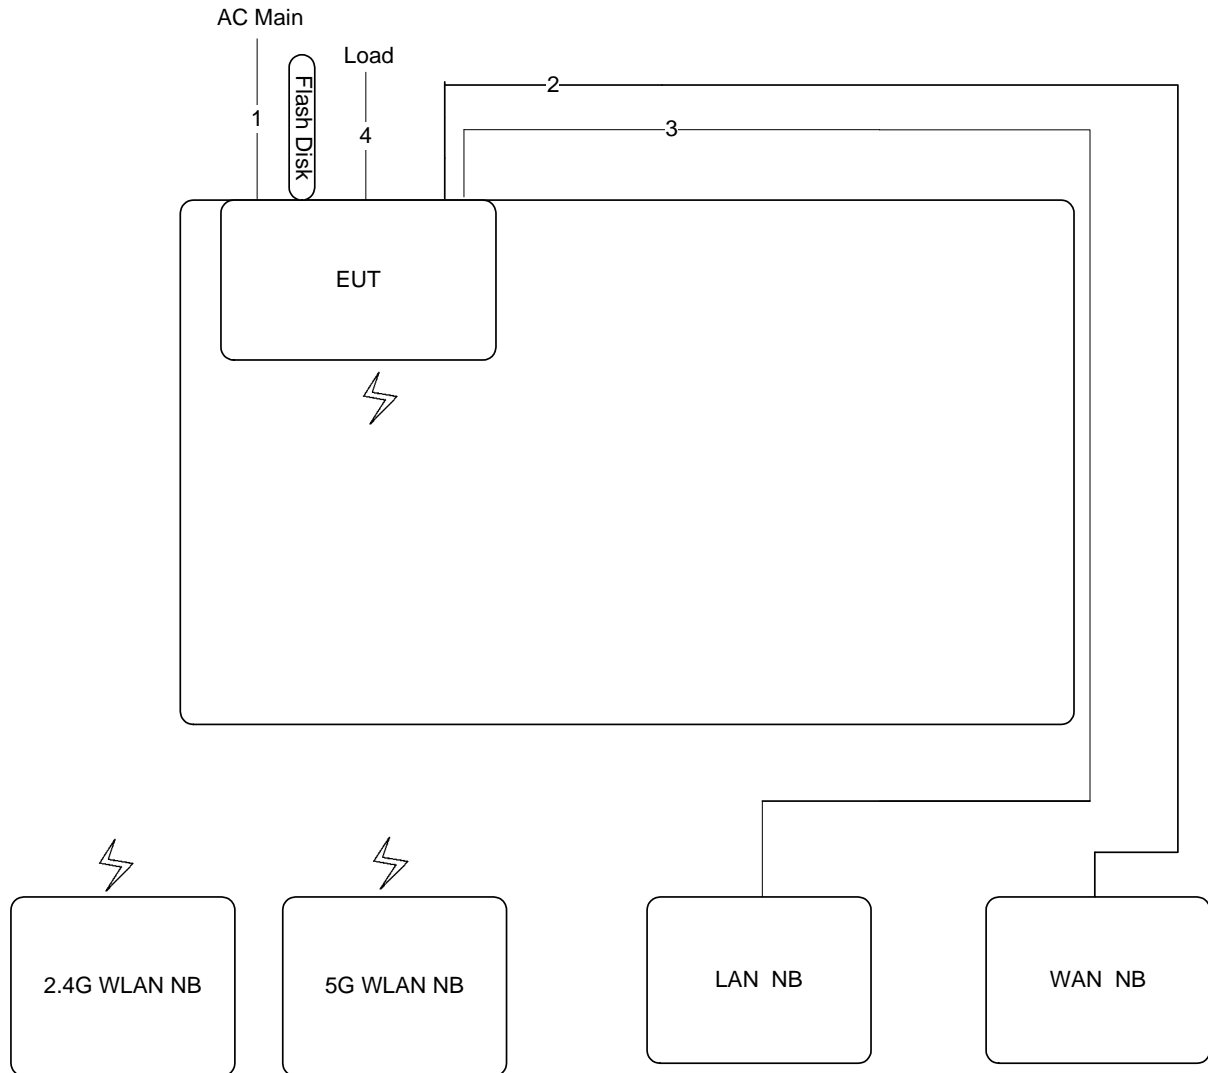 AC Main
Load
Flash Disk
1
4
2
3
EUT
2.4G WLAN NB
5G WLAN NB
LAN  NB
WAN  NB